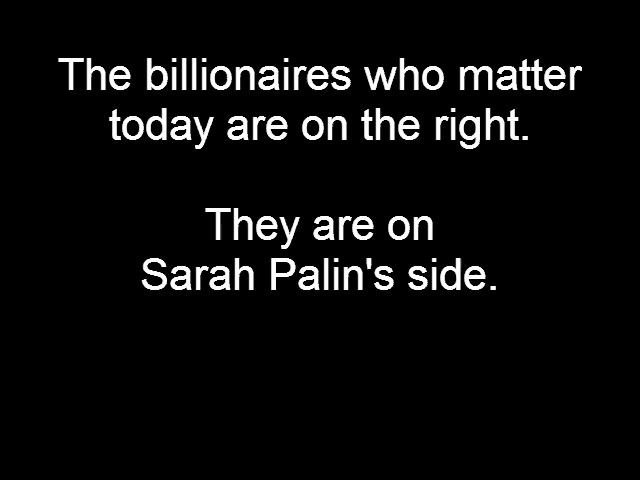 The billionaires who matter
today are on the right.
They are on
Sarah Palin's side.